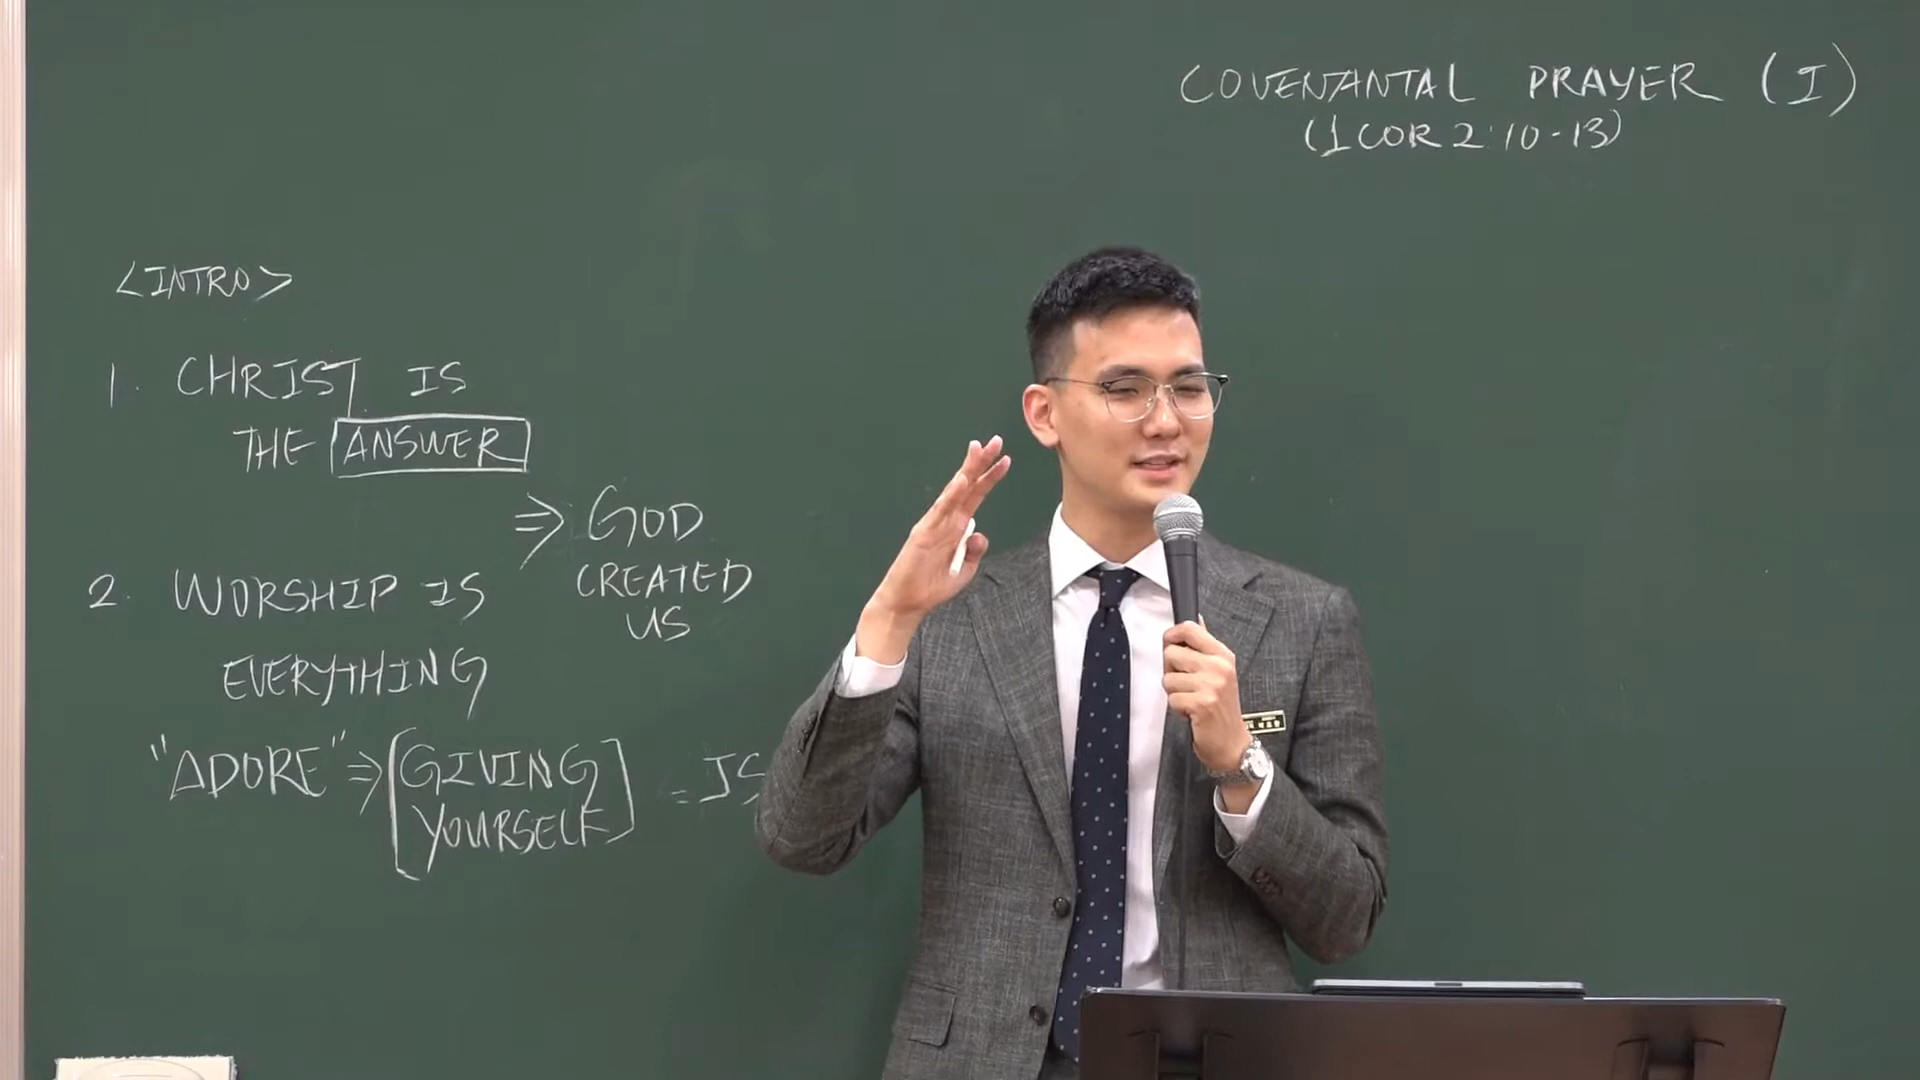 COVENANTAL PRAYER (I)
(1 COR 2:10-13)
<INTRO>
1. CHRIST IS
THE ANSWER
⇒ GOD
CREATED
US
2. WORSHIP IS
EVERYTHING
"ADORE" ⇒ [GIVING
YOURSELF] = JS